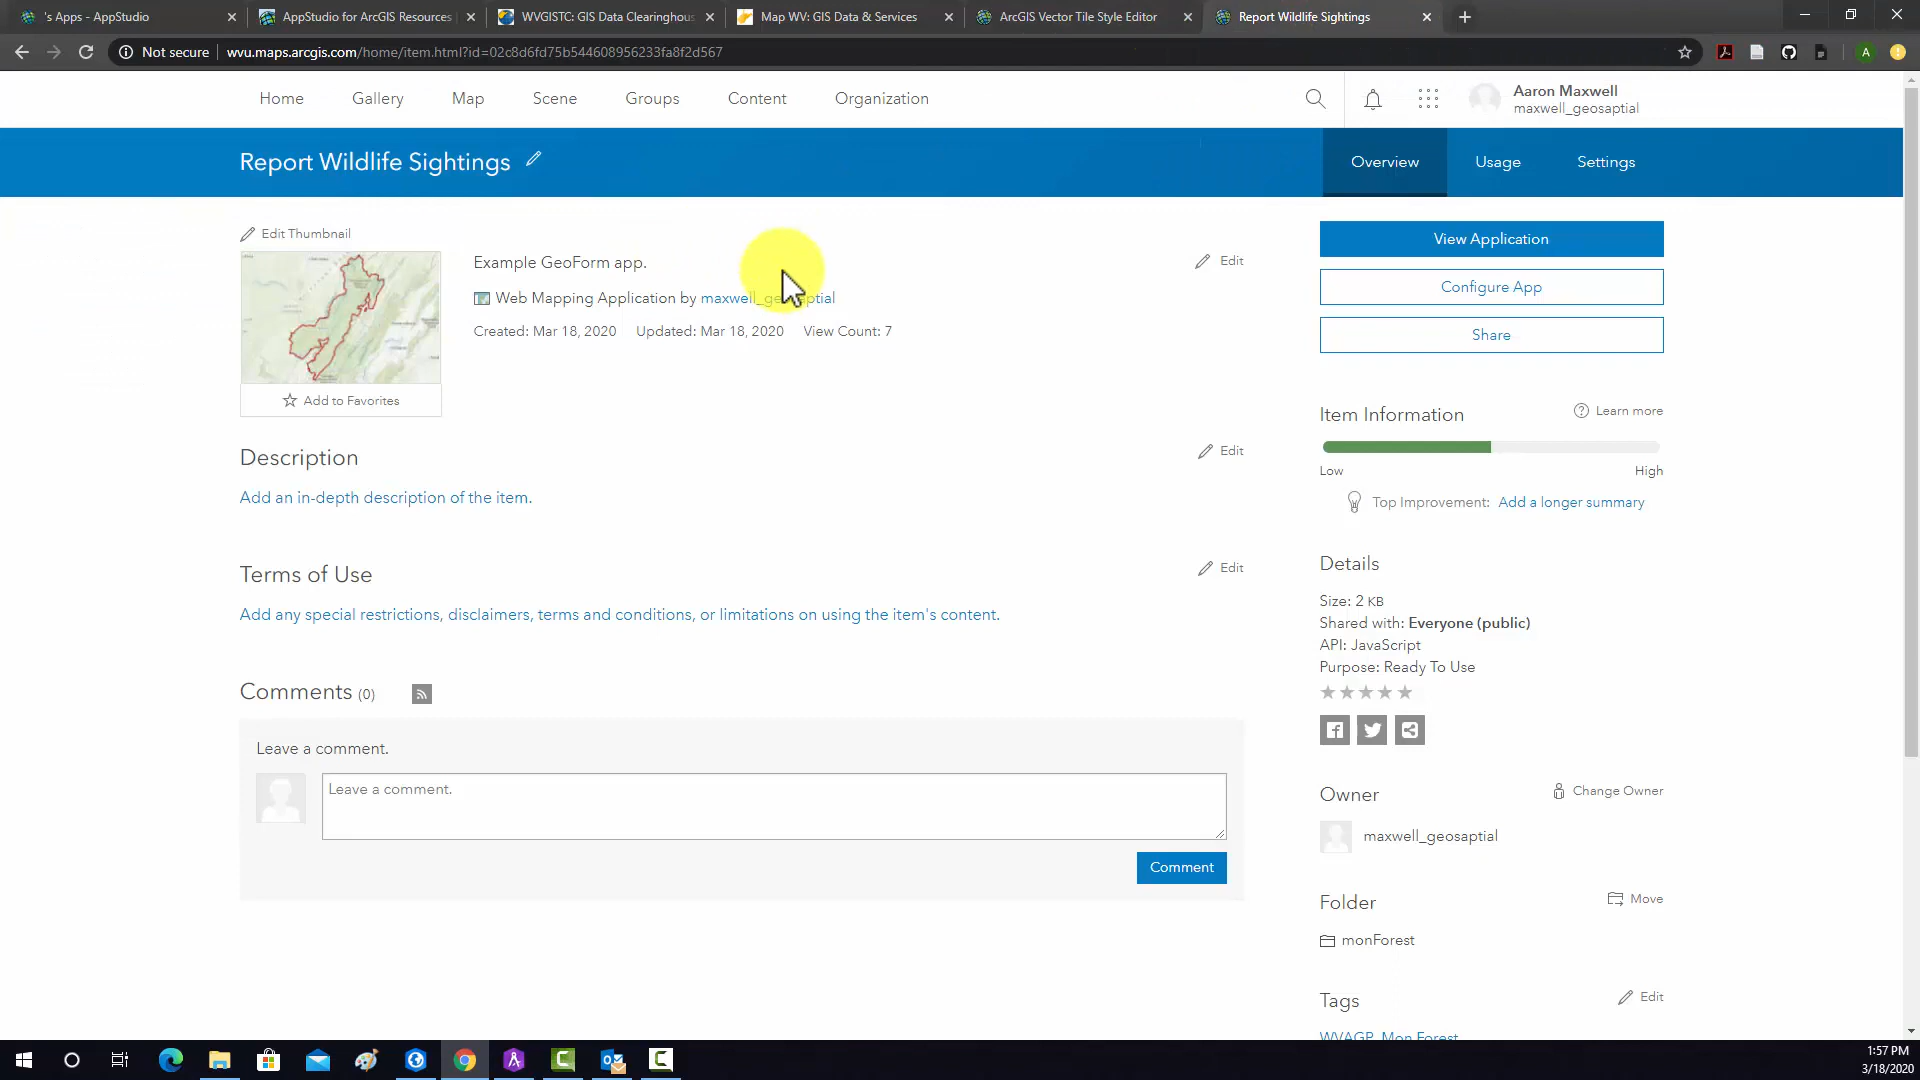 's Apps - AppStudio
AppStudio for ArcGIS Resources
WVGISTC: GIS Data Clearinghous
Map WV: GIS Data & Services
ArcGIS Vector Tile Style Editor
Report Wildlife Sightings
Not secure
wvu.maps.arcgis.com/home/item.html?id=02c8d6fd75b544608956233fa8f2d567
A
Home
Gallery
Map
Scene
Groups
Content
Organization
Aaron Maxwell
maxwell_geosaptial
Report Wildlife Sightings
Overview
Usage
Settings
Edit Thumbnail
Example GeoForm app.
Edit
Web Mapping Application by maxwell_geosaptial
Created: Mar 18, 2020 Updated: Mar 18, 2020 View Count: 7
Add to Favorites
Description
Edit
Add an in-depth description of the item.
Terms of Use
Edit
Add any special restrictions, disclaimers, terms and conditions, or limitations on using the item's content.
Comments (0)
Leave a comment.
Leave a comment.
Comment
View Application
Configure App
Share
Item Information
Learn more
Low
High
Top Improvement: Add a longer summary
Details
Size: 2 KB
Shared with: Everyone (public)
API: JavaScript
Purpose: Ready To Use
Owner
Change Owner
maxwell_geosaptial
Folder
Move
monForest
Tags
Edit
WVAGP, Mon Forest
1:57 PM
3/18/2020